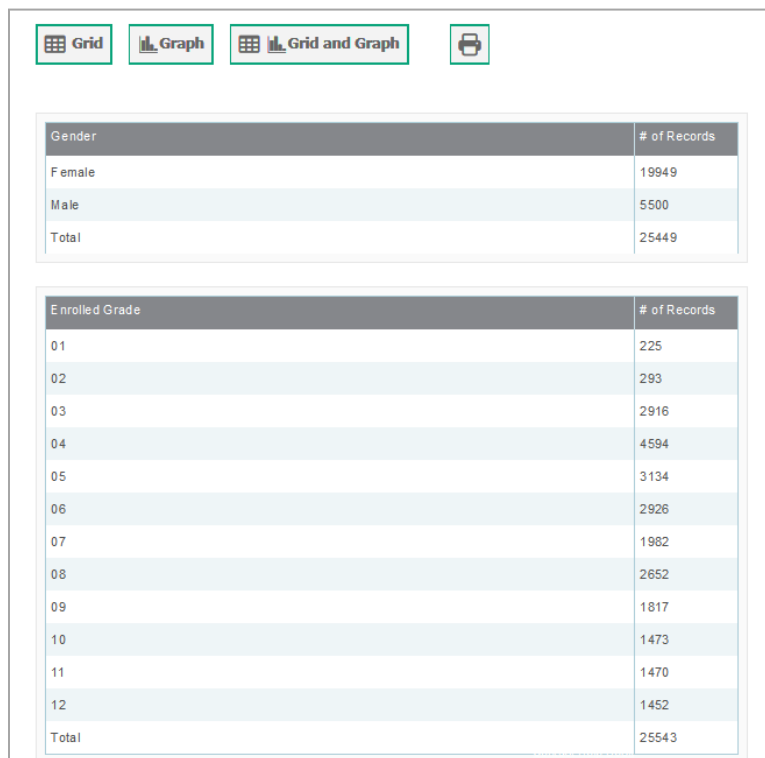 Grid Graph Grid and Graph
Gender # of Records
Female 19949
Male 5500
Total 25449
Enrolled Grade # of Records
01 225
02 293
03 2916
04 4594
05 3134
06 2926
07 1982
08 2652
09 1817
10 1473
11 1470
12 1452
Total 25543